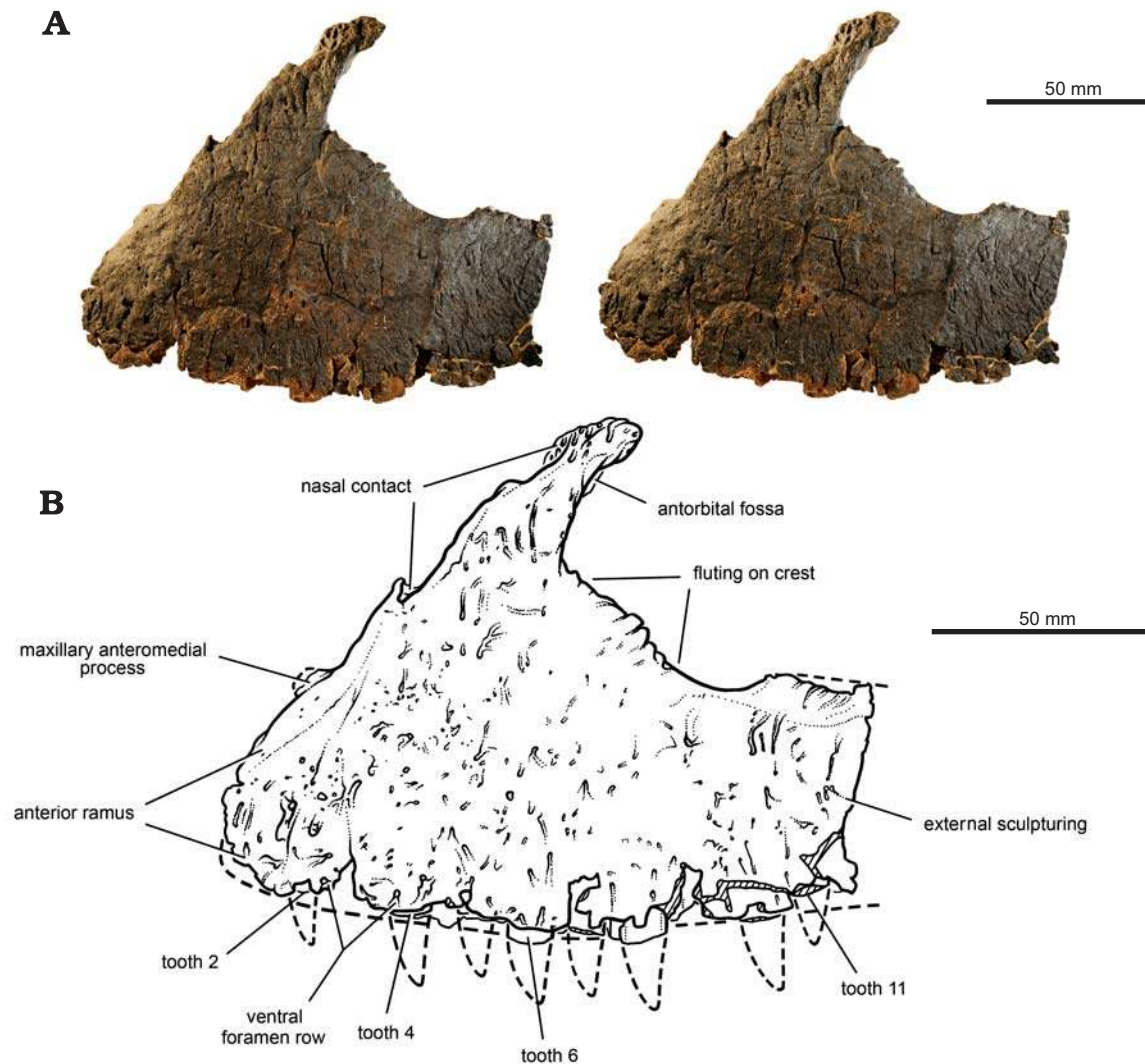 A
50 mm
B
nasal contact
antorbital fossa
fluting on crest
50 mm
maxillary anteromedial
process
anterior ramus
external sculpturing
tooth 2
tooth 11
ventral
foramen row
tooth 4
tooth 6